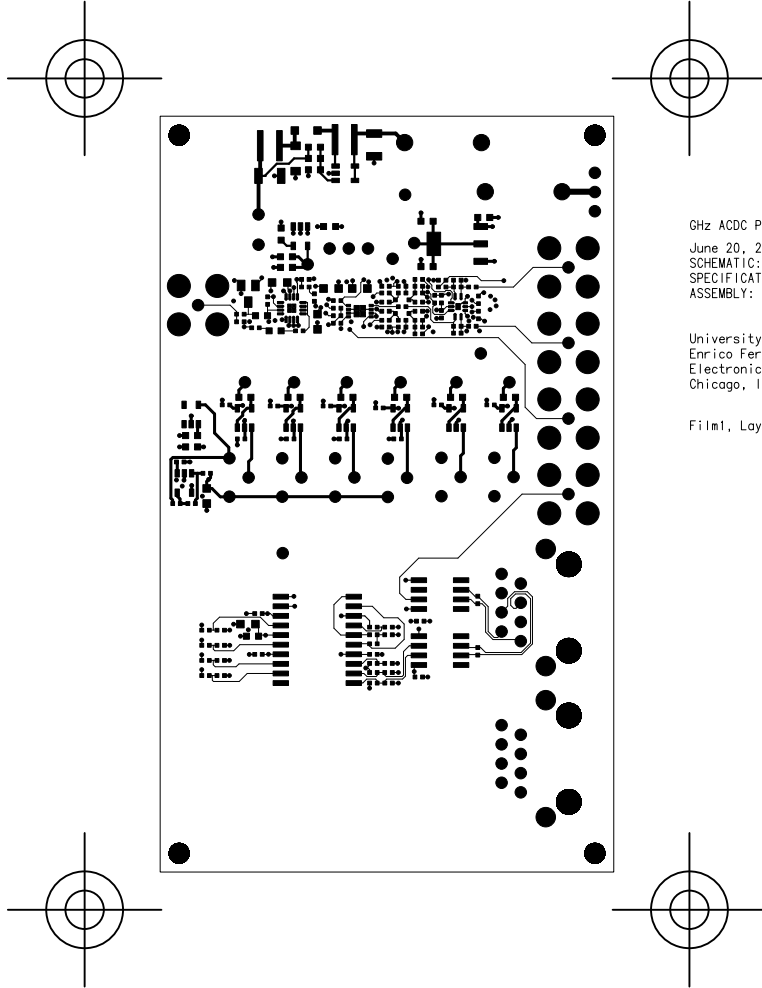 GHz ACDC P
June 20, 2
SCHEMATIC:
SPECIFICAT
ASSEMBLY:
University
Enrico Fer
Electronic
Chicago, I
Film1, Lay